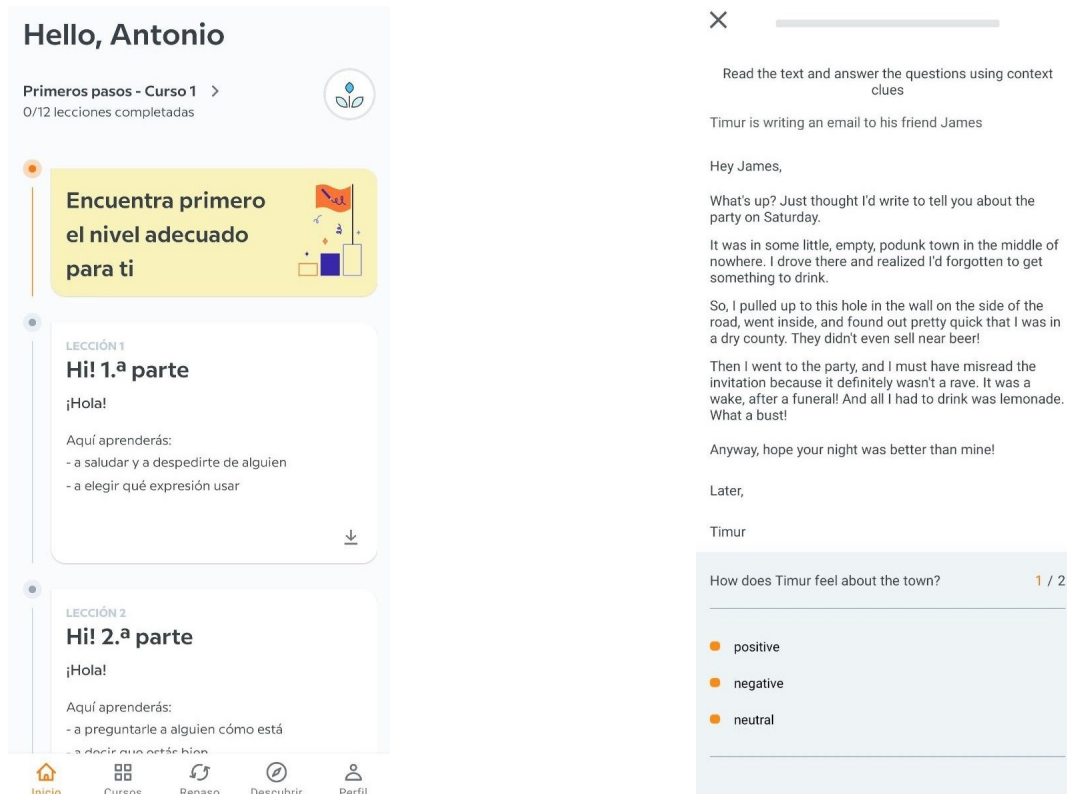 Hello, Antonio
Primeros pasos - Curso 1
0/12 lecciones completadas
Encuentra primero
el nivel adecuado
para ti
LECCIÓN 1
Hi! 1.ª parte
¡Hola!
Aquí aprenderás:
- a saludar y a despedirte de alguien
- a elegir qué expresión usar
LECCIÓN 2
Hi! 2.ª parte
¡Hola!
Aquí aprenderás:
- a preguntarle a alguien cómo está
- a decir que estás bien
Inicio
Cursos
Repaso
Descubrir
Perfil
Read the text and answer the questions using context
clues
Timur is writing an email to his friend James
Hey James,
What's up? Just thought I'd write to tell you about the
party on Saturday.
It was in some little, empty, podunk town in the middle of
nowhere. I drove there and realized I'd forgotten to get
something to drink.
So, I pulled up to this hole in the wall on the side of the
road, went inside, and found out pretty quick that I was in
a dry county. They didn't even sell near beer!
Then I went to the party, and I must have misread the
invitation because it definitely wasn't a rave. It was a
wake, after a funeral! And all I had to drink was lemonade.
What a bust!
Anyway, hope your night was better than mine!
Later,
Timur
How does Timur feel about the town?
1 / 2
positive
negative
neutral